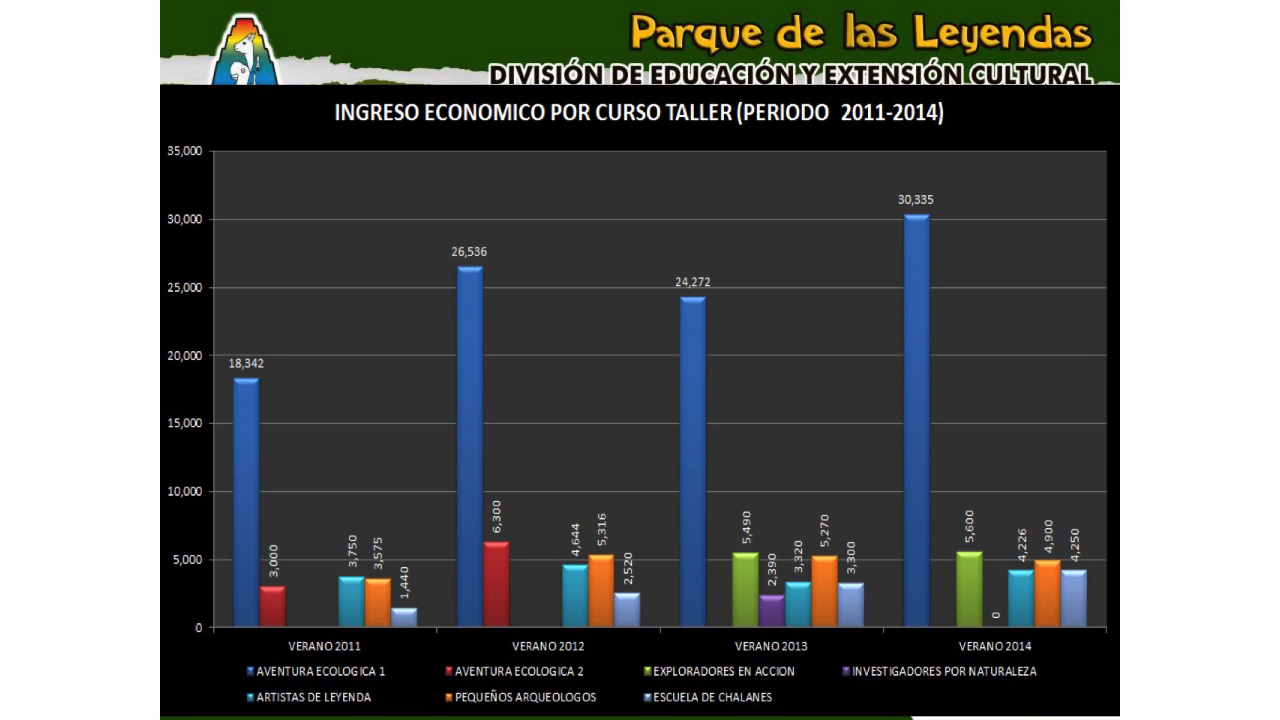 Parque de las Leyendas
DIVISIÓN DE EDUCACIÓN Y EXTENSIÓN CULTURAL
INGRESO ECONOMICO POR CURSO TALLER (PERIODO 2011-2014)
35,000
30,000
25,000
20,000
15,000
10,000
5,000
0
18,342
3,000
3,750
3,575
1,440
26,536
6,300
4,644
5,316
2,520
24,272
5,490
2,390
3,320
5,270
3,300
30,335
5,600
0
4,226
4,900
4,250
VERANO 2011
VERANO 2012
VERANO 2013
VERANO 2014
AVENTURA ECOLOGICA 1
AVENTURA ECOLOGICA 2
EXPLORADORES EN ACCION
INVESTIGADORES POR NATURALEZA
ARTISTAS DE LEYENDA
PEQUEÑOS ARQUEOLOGOS
ESCUELA DE CHALANES